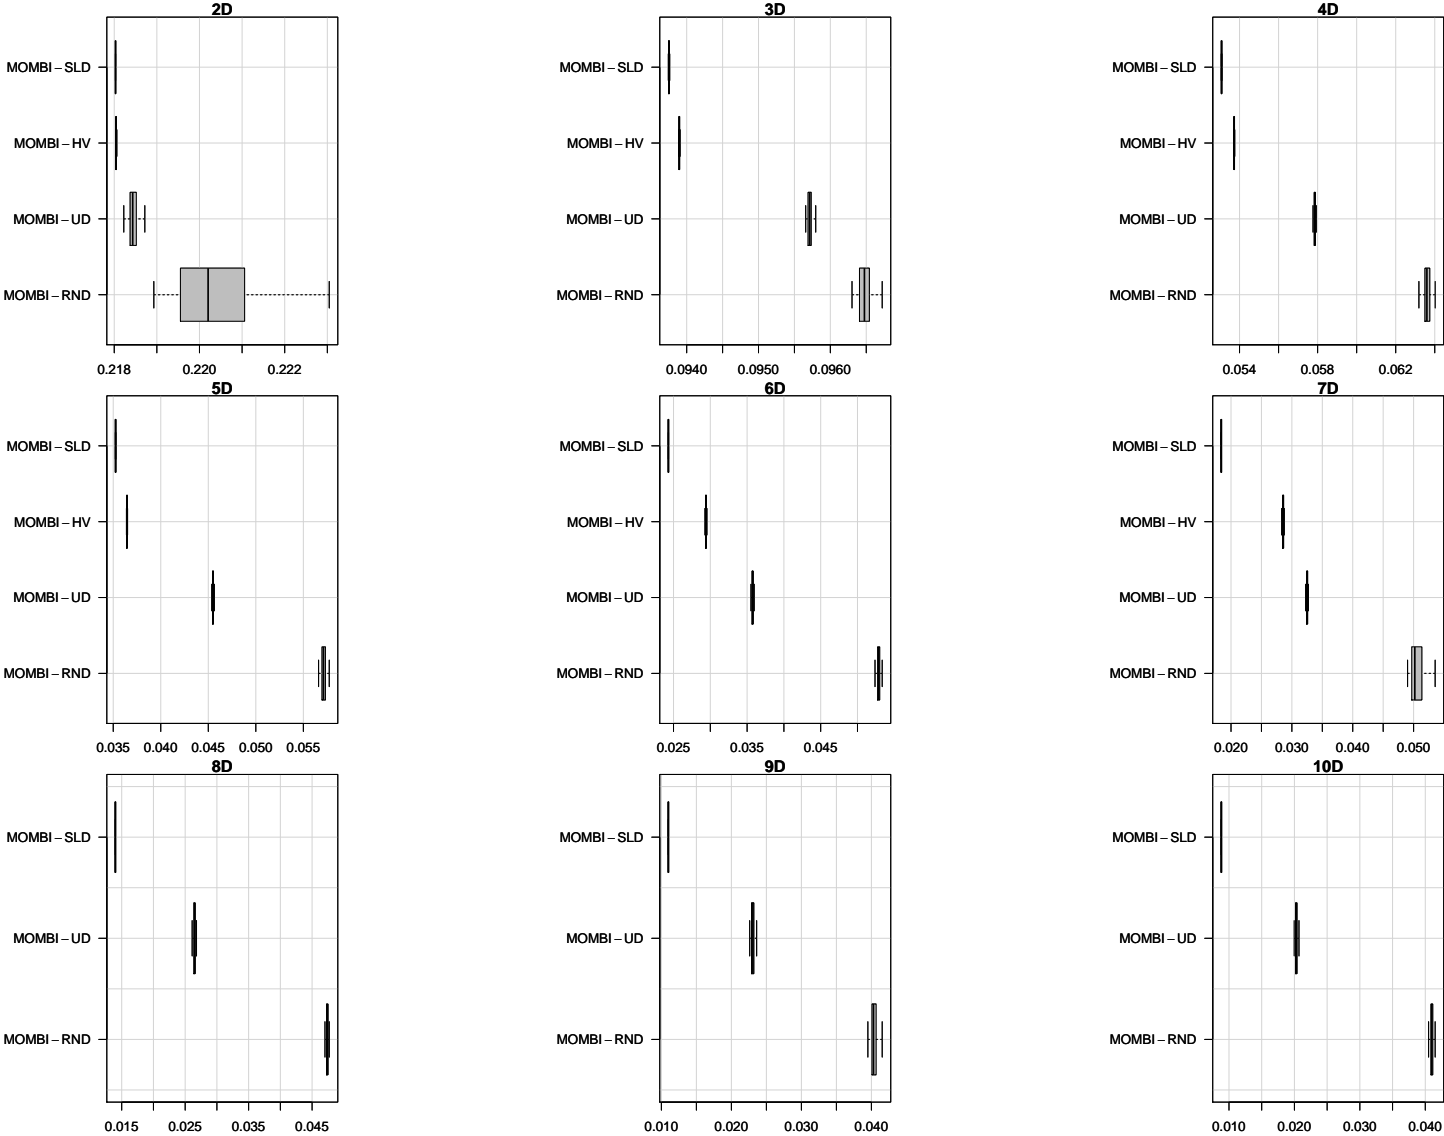 2D
MOMBI−SLD
MOMBI−HV
MOMBI−UD
MOMBI−RND
0.218 0.220 0.222
3D
MOMBI−SLD
MOMBI−HV
MOMBI−UD
MOMBI−RND
0.0940 0.0950 0.0960
4D
MOMBI−SLD
MOMBI−HV
MOMBI−UD
MOMBI−RND
0.054 0.058 0.062
5D
MOMBI−SLD
MOMBI−HV
MOMBI−UD
MOMBI−RND
0.035 0.040 0.045 0.050 0.055
6D
MOMBI−SLD
MOMBI−HV
MOMBI−UD
MOMBI−RND
0.025 0.035 0.045
7D
MOMBI−SLD
MOMBI−HV
MOMBI−UD
MOMBI−RND
0.020 0.030 0.040 0.050
8D
MOMBI−SLD
MOMBI−UD
MOMBI−RND
0.015 0.025 0.035 0.045
9D
MOMBI−SLD
MOMBI−UD
MOMBI−RND
0.010 0.020 0.030 0.040
10D
MOMBI−SLD
MOMBI−UD
MOMBI−RND
0.010 0.020 0.030 0.040